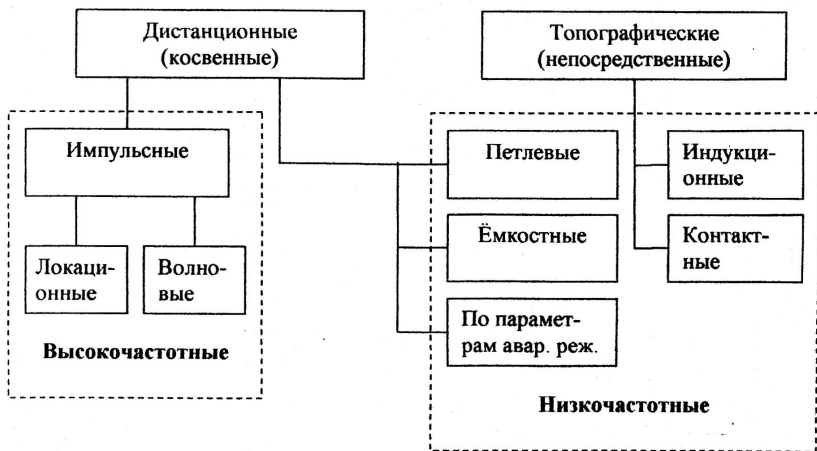 Дистанционные
(косвенные)
Топографические
(непосредственные)
Импульсные
Локаци-
онные
Волно-
вые
Высокочастотные
Петлевые
Ёмкостные
По парамет-
рам авар. реж.
Индукци-
онные
Контакт-
ные
Низкочастотные